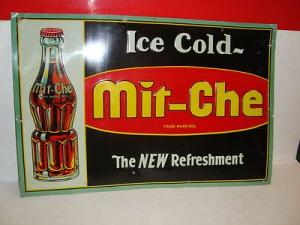 Ice Cold~
Mit-Che
Mit-Che
TRADE MARK REG.
The NEW Refreshment